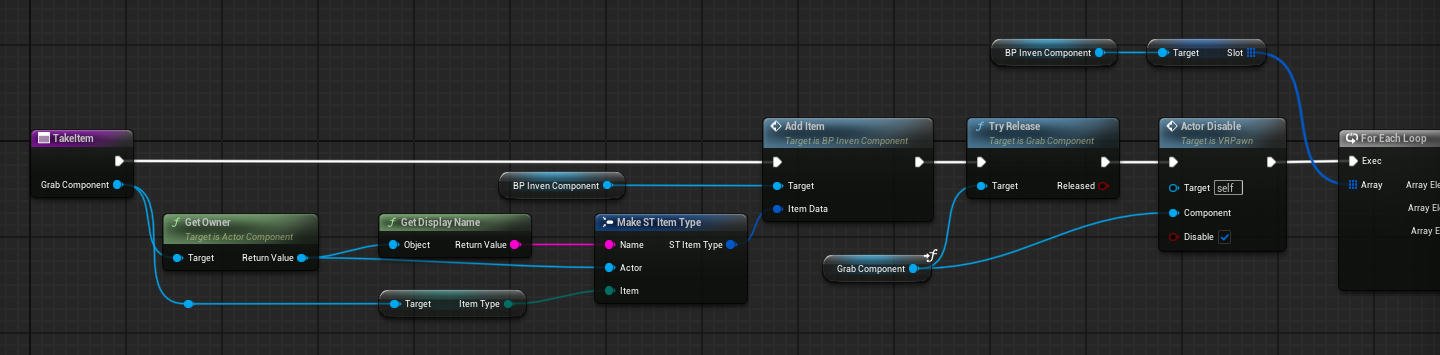 BP Inven Component
Target Slot
TakeItem
Grab Component
BP Inven Component
Get Owner
Target is Actor Component
Target Return Value
Get Display Name
Object Return Value
Target Item Type
Make ST Item Type
Name ST Item Type
Actor
Item
Add Item
Target is BP Inven Component
Target
Item Data
Grab Component
f
Try Release
Target is Grab Component
Target Released
Actor Disable
Target is VRPawn
Target self
Component
Disable
For Each Loop
Exec
Array Array Ele
Array Ele
Array E